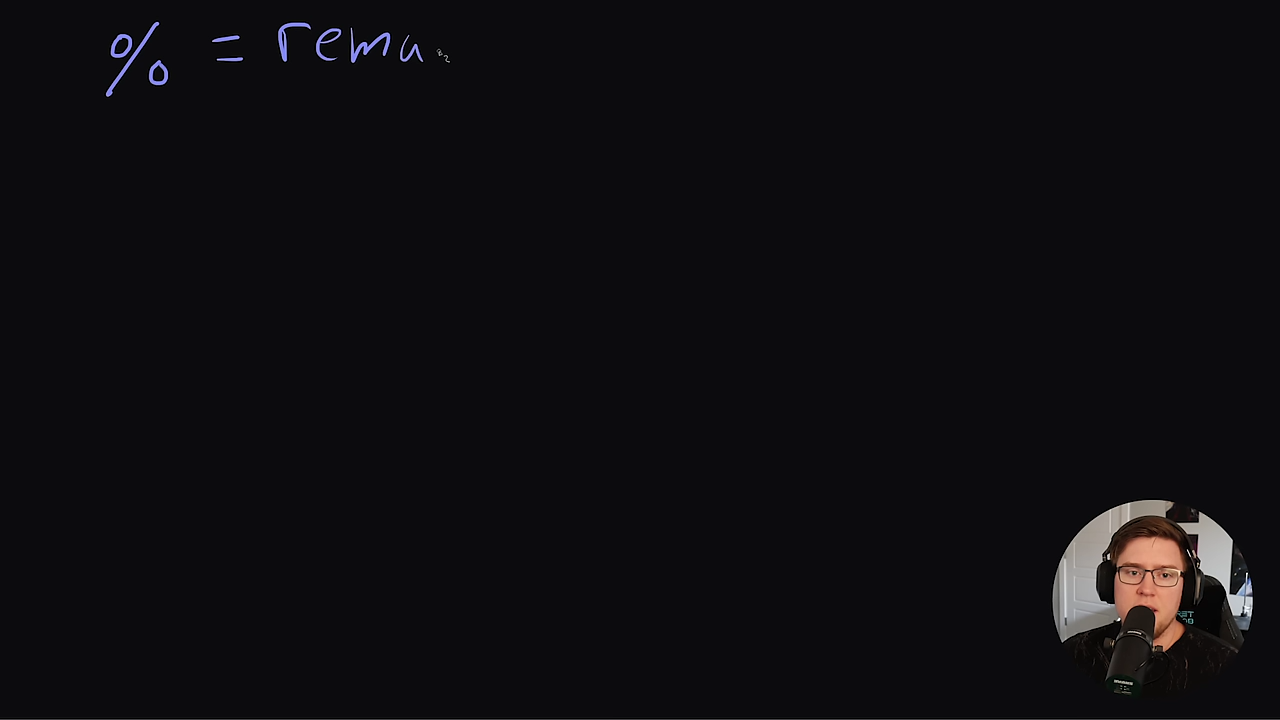 % = rema